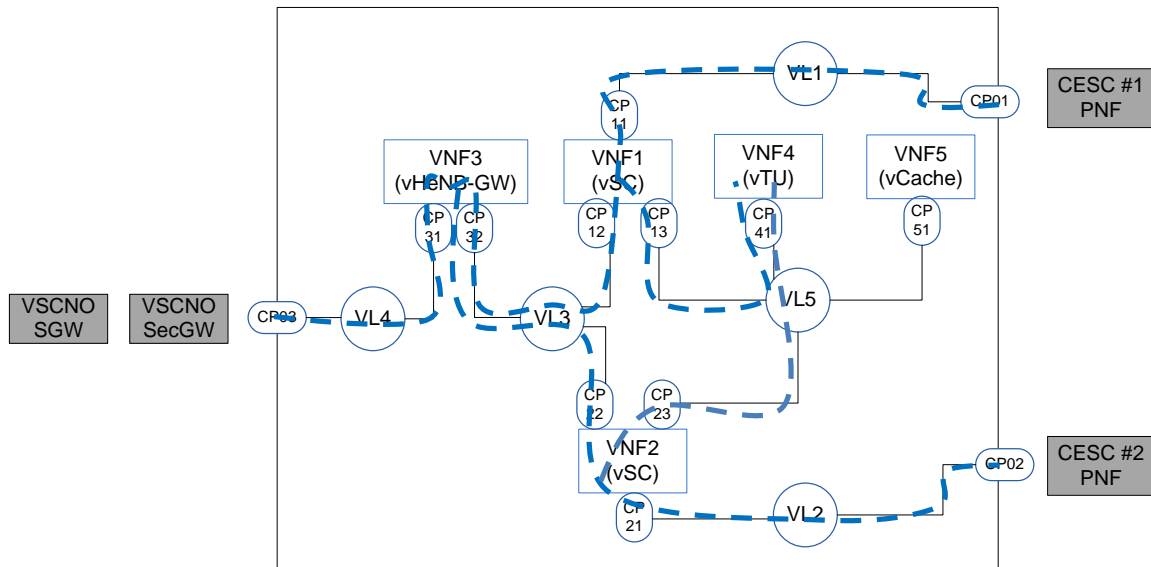 VL1
CESC #1
PNF
CP01
CP
11
VNF3
(vHeNB-GW)
VNF1
(vSC)
VNF4
(vTU)
VNF5
(vCache)
CP
31
CP
32
CP
12
CP
13
CP
41
CP
51
VSCNO
SGW
VSCNO
SecGW
CP03
VL4
VL3
VL5
CP
22
CP
23
VNF2
(vSC)
CESC #2
PNF
CP02
CP
21
VL2